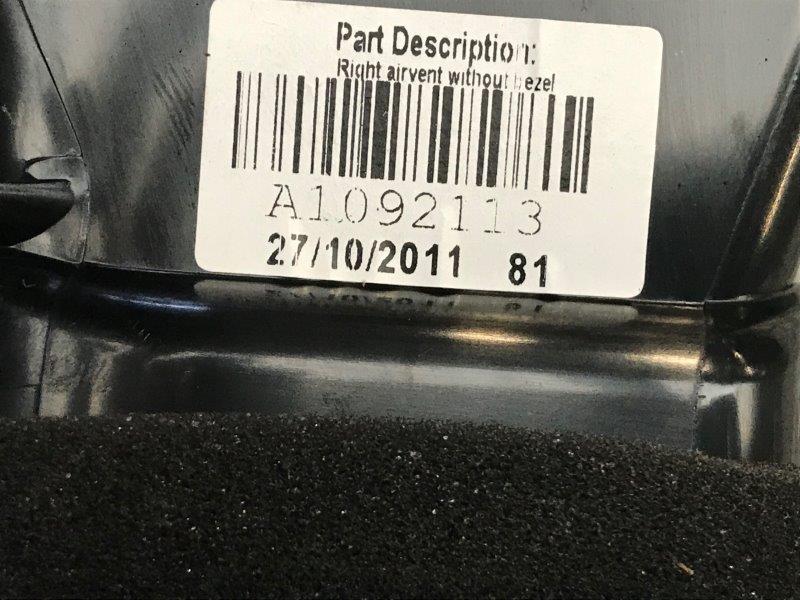 Part Description:
Right airvent without bezel
A1092113
27/10/2011 81